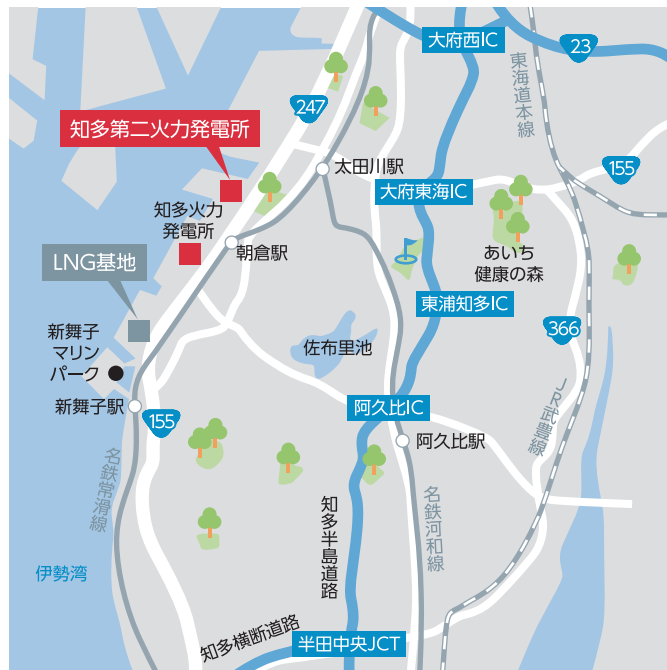 大府西IC
23
東海道本線
247
知多第二火力発電所
太田川駅
155
大府東海IC
知多火力
発電所
朝倉駅
あいち
健康の森
LNG基地
東浦知多IC
新舞子
マリン
パーク
佐布里池
366
新舞子駅
155
阿久比IC
阿久比駅
JR武豊線
名鉄常滑線
知多半島道路
名鉄河和線
伊勢湾
知多横断道路
半田中央JCT